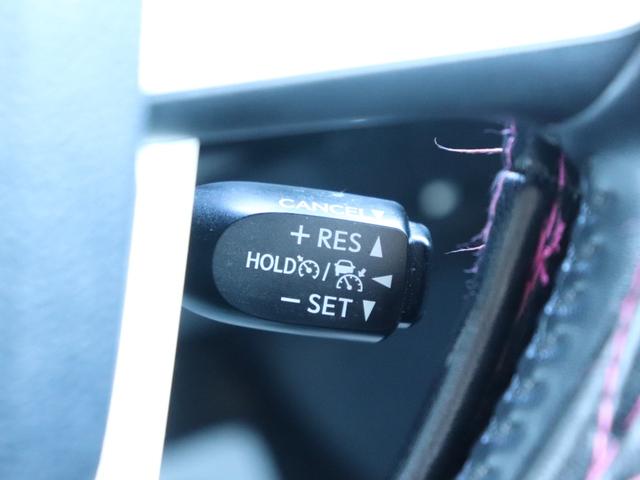 CANCEL▼
+ RES ▲
HOLD / ◀
− SET ▼